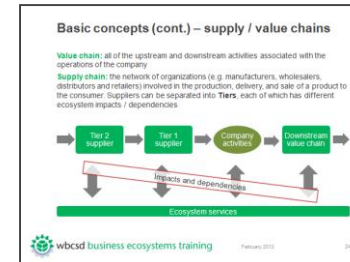 Basic concepts (cont.) – supply / value chains
Value chain: all of the upstream and downstream activities associated with the
operations of the company
Supply chain: the network of organizations (e.g. manufacturers, wholesalers,
distributors and retailers) involved in the production, delivery, and sale of a product to
the consumer. Suppliers can be separated into Tiers, each of which has different
ecosystem impacts / dependencies
Tier 2
supplier
Tier 1
supplier
Company
activities
Downstream
value chain
Impacts and dependencies
Ecosystem services
wbcsd business ecosystems training